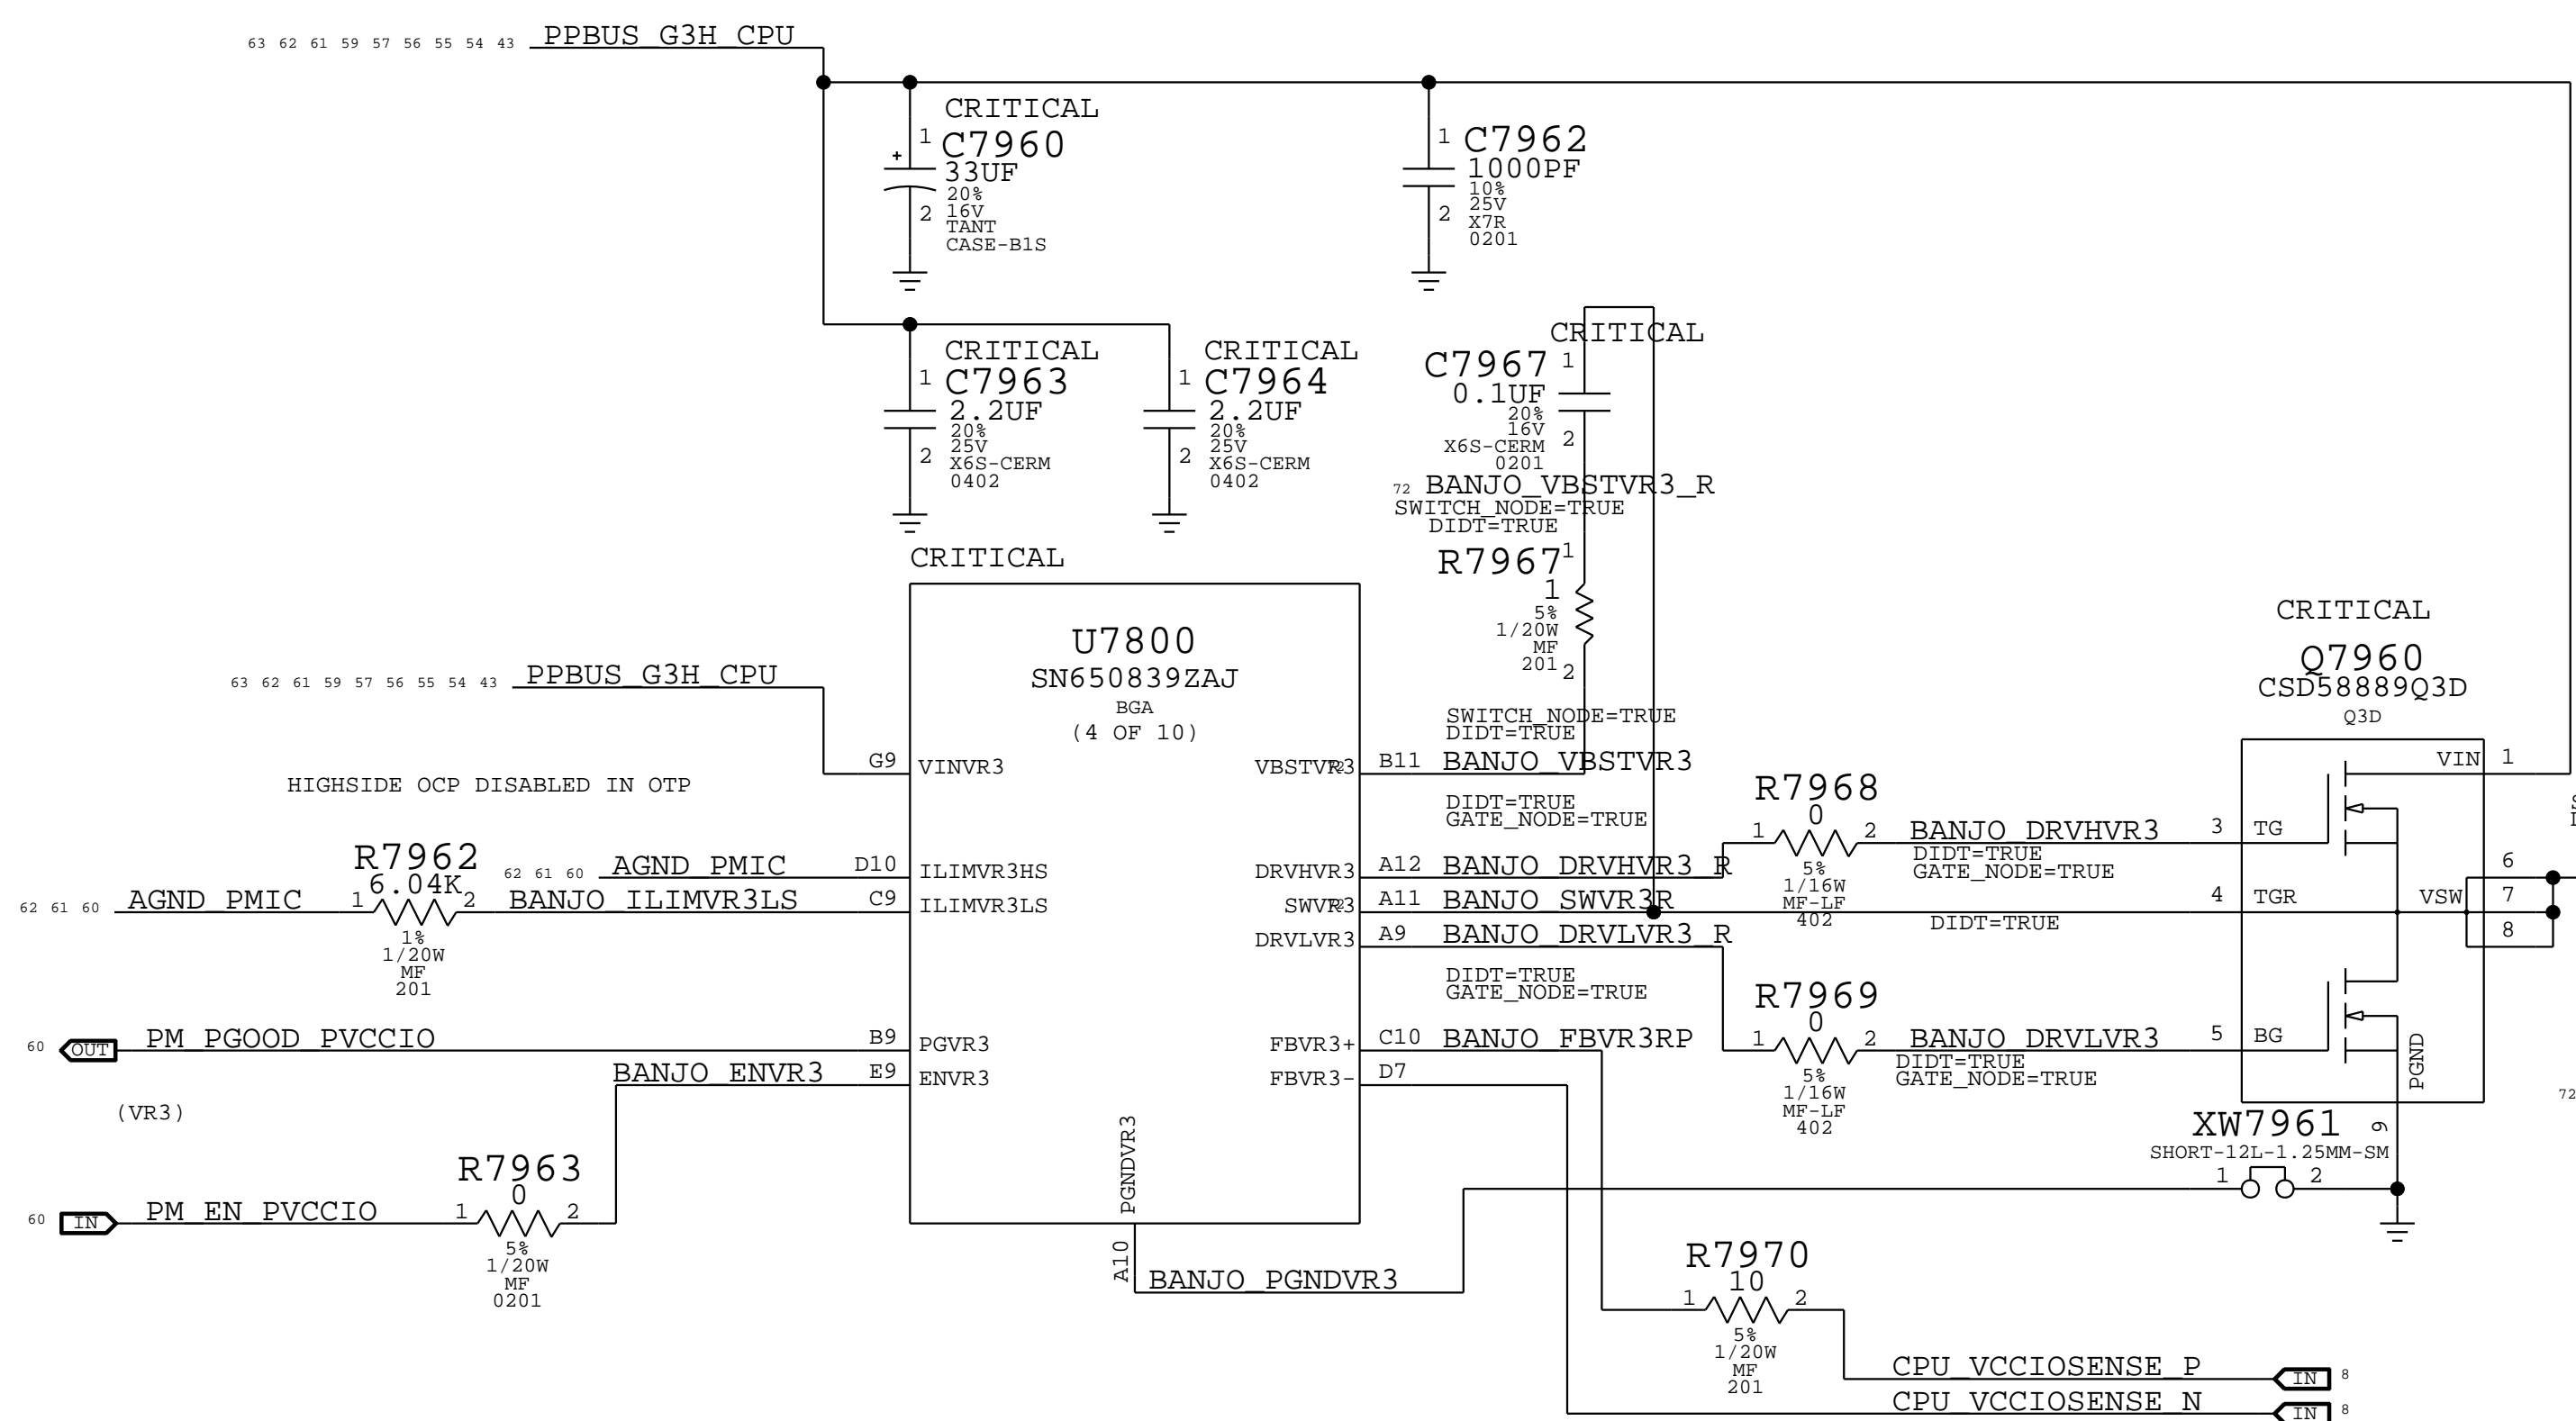 63 62 61 59 57 56 55 54 43 PPBUS_G3H_CPU
CRITICAL
1 C7960
+ 33UF
20%
2 16V
TANT
CASE-B1S
1 C7962
1000PF
10%
2 25V
X7R
0201
CRITICAL
1 C7963
2.2UF
20%
25V
2 X6S-CERM
0402
CRITICAL
1 C7964
2.2UF
20%
25V
2 X6S-CERM
0402
CRITICAL
C7967 1
0.1UF
20%
16V 2
X6S-CERM
0201
72 BANJO_VBSTVR3_R
SWITCH_NODE=TRUE
DIDT=TRUE
R7967 1
1
5%
1/20W
MF
201 2
CRITICAL
U7800
SN650839ZAJ
BGA
(4 OF 10)
63 62 61 59 57 56 55 54 43 PPBUS_G3H_CPU
G9 VINVR3
HIGHSIDE OCP DISABLED IN OTP
62 61 60 AGND_PMIC D10 ILIMVR3HS
62 61 60 AGND_PMIC
R7962
6.04K
1 2
1%
1/20W
MF
201
BANJO_ILIMVR3LS C9 ILIMVR3LS
60 OUT PM_PGOOD_PVCCIO B9 PGVR3
BANJO_ENVR3 E9 ENVR3
(VR3)
60 IN PM_EN_PVCCIO
R7963
0
1 2
5%
1/20W
MF
0201
SWITCH_NODE=TRUE
DIDT=TRUE
VBSTVR3 B11 BANJO_VBSTVR3
DIDT=TRUE
GATE_NODE=TRUE
DRVHVR3 A12 BANJO_DRVHVR3_R
SWVR3 A11 BANJO_SWVR3R
DRVLVR3 A9 BANJO_DRVLVR3_R
DIDT=TRUE
GATE_NODE=TRUE
FBVR3+ C10 BANJO_FBVR3RP
FBVR3- D7
PGNDVR3
A10
BANJO_PGNDVR3
R7968
0
1 2
5%
1/16W
MF-LF
402
BANJO_DRVHVR3
DIDT=TRUE
GATE_NODE=TRUE
DIDT=TRUE
R7969
0
1 2
5%
1/16W
MF-LF
402
BANJO_DRVLVR3
DIDT=TRUE
GATE_NODE=TRUE
CRITICAL
Q7960
CSD58889Q3D
Q3D
VIN 1
3 TG
4 TGR
VSW
6
7
8
5 BG
PGND
9
72
XW7961
SHORT-12L-1.25MM-SM
1 2
R7970
10
1 2
5%
1/20W
MF
201
CPU_VCCIOSENSE_P IN 8
CPU_VCCIOSENSE_N IN 8